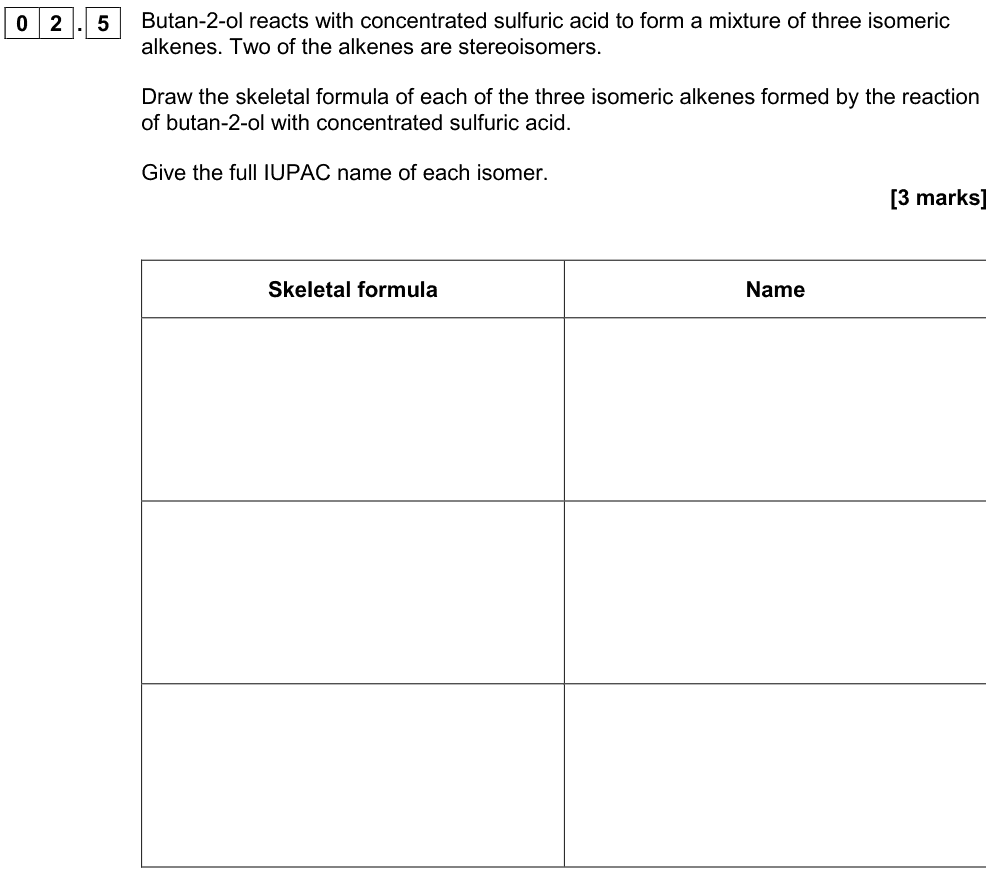 0 2 . 5 Butan-2-ol reacts with concentrated sulfuric acid to form a mixture of three isomeric
alkenes. Two of the alkenes are stereoisomers.
Draw the skeletal formula of each of the three isomeric alkenes formed by the reaction
of butan-2-ol with concentrated sulfuric acid.
Give the full IUPAC name of each isomer.
[3 marks]
Skeletal formula Name